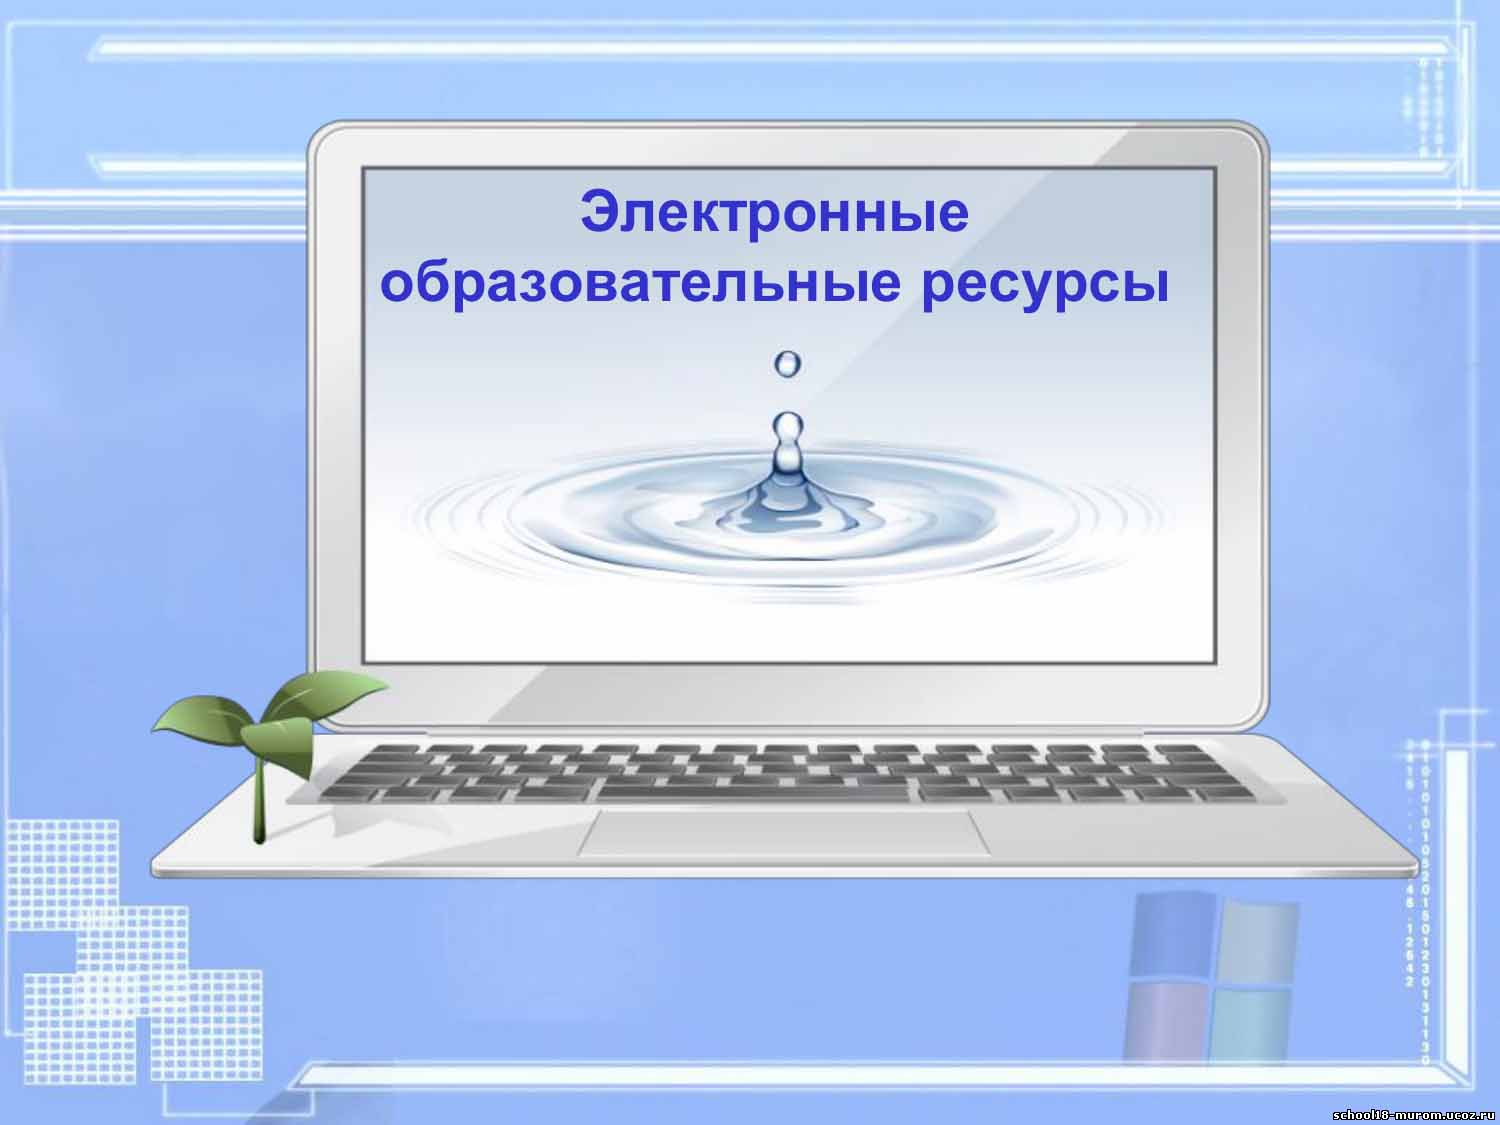 Электронные
образовательные ресурсы
school18-murom.ucoz.ru